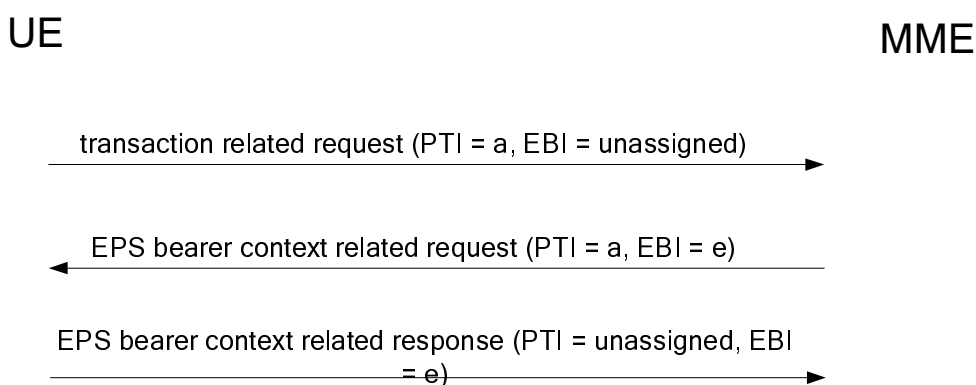 UE
MME
transaction related request (PTI = a, EBI = unassigned)
EPS bearer context related request (PTI = a, EBI = e)
EPS bearer context related response (PTI = unassigned, EBI
= e)